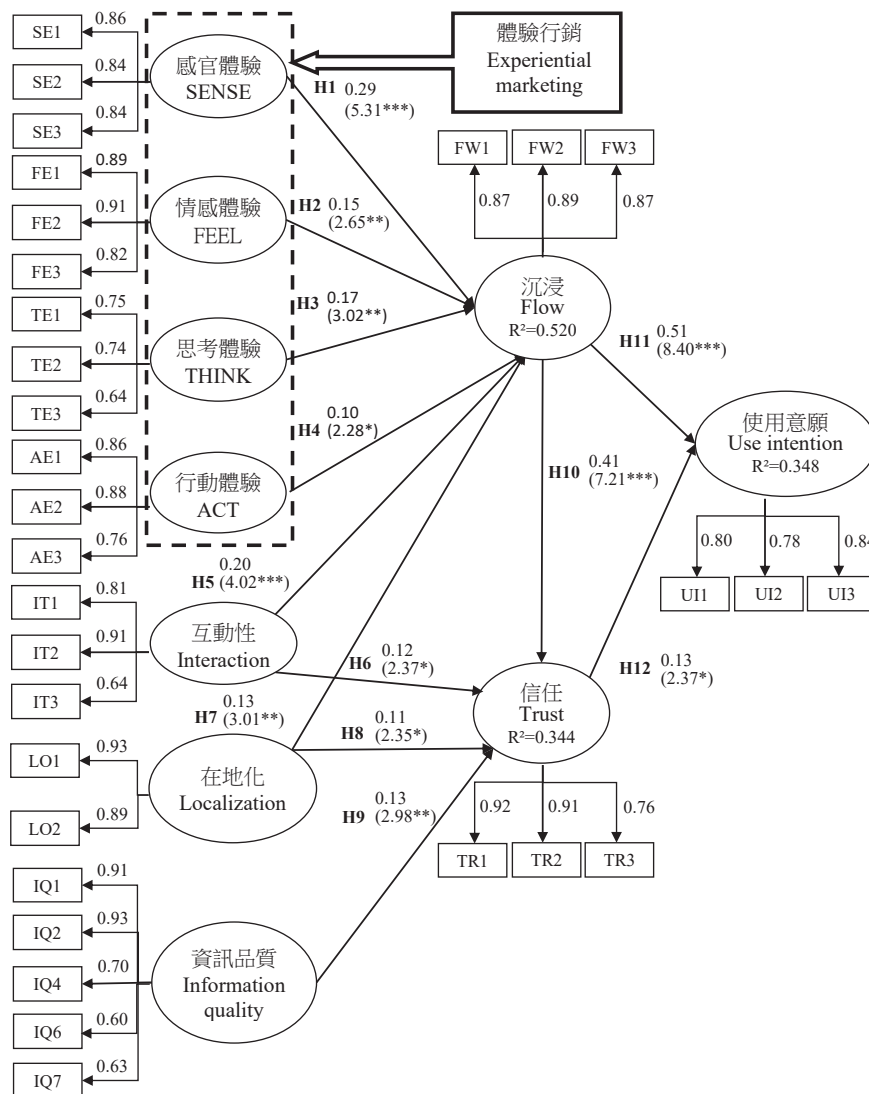 體驗行銷
Experiential
marketing
SE1
0.86
SE2
0.84
SE3
0.84
感官體驗
SENSE
H1 0.29
(5.31***)
FW1
FW2
FW3
0.87
0.89
0.87
FE1
0.89
FE2
0.91
FE3
0.82
情感體驗
FEEL
H2 0.15
(2.65**)
沉浸
Flow
R²=0.520
TE1
0.75
TE2
0.74
TE3
0.64
思考體驗
THINK
H3 0.17
(3.02**)
H11 0.51
(8.40***)
使用意願
Use intention
R²=0.348
AE1
0.86
AE2
0.88
AE3
0.76
行動體驗
ACT
H4 0.10
(2.28*)
H10 0.41
(7.21***)
0.80
0.78
0.84
UI1
UI2
UI3
IT1
0.81
IT2
0.91
IT3
0.64
互動性
Interaction
H5 0.20
(4.02***)
H6 0.12
(2.37*)
信任
Trust
R²=0.344
H12 0.13
(2.37*)
LO1
0.93
LO2
0.89
在地化
Localization
H7 0.13
(3.01**)
H8 0.11
(2.35*)
0.92
0.91
0.76
TR1
TR2
TR3
IQ1
0.91
IQ2
0.93
IQ4
0.70
IQ6
0.60
IQ7
0.63
資訊品質
Information
quality
H9 0.13
(2.98**)